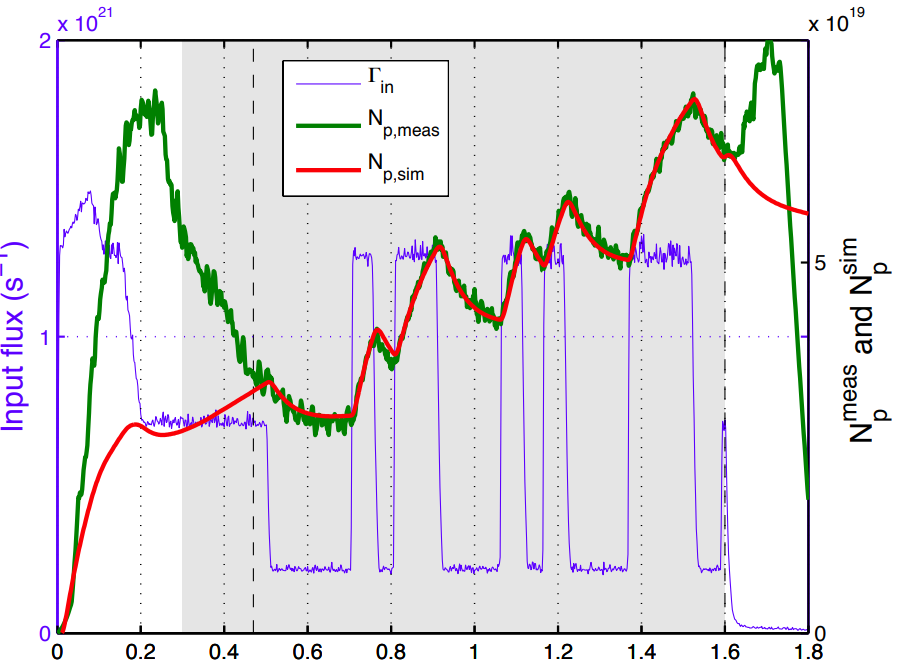 x 10^21
x 10^19
2
Γ_in
N_p,meas
N_p,sim
Input flux (s^−1)
1
5
N_p^meas and N_p^sim
0
0
0 0.2 0.4 0.6 0.8 1 1.2 1.4 1.6 1.8